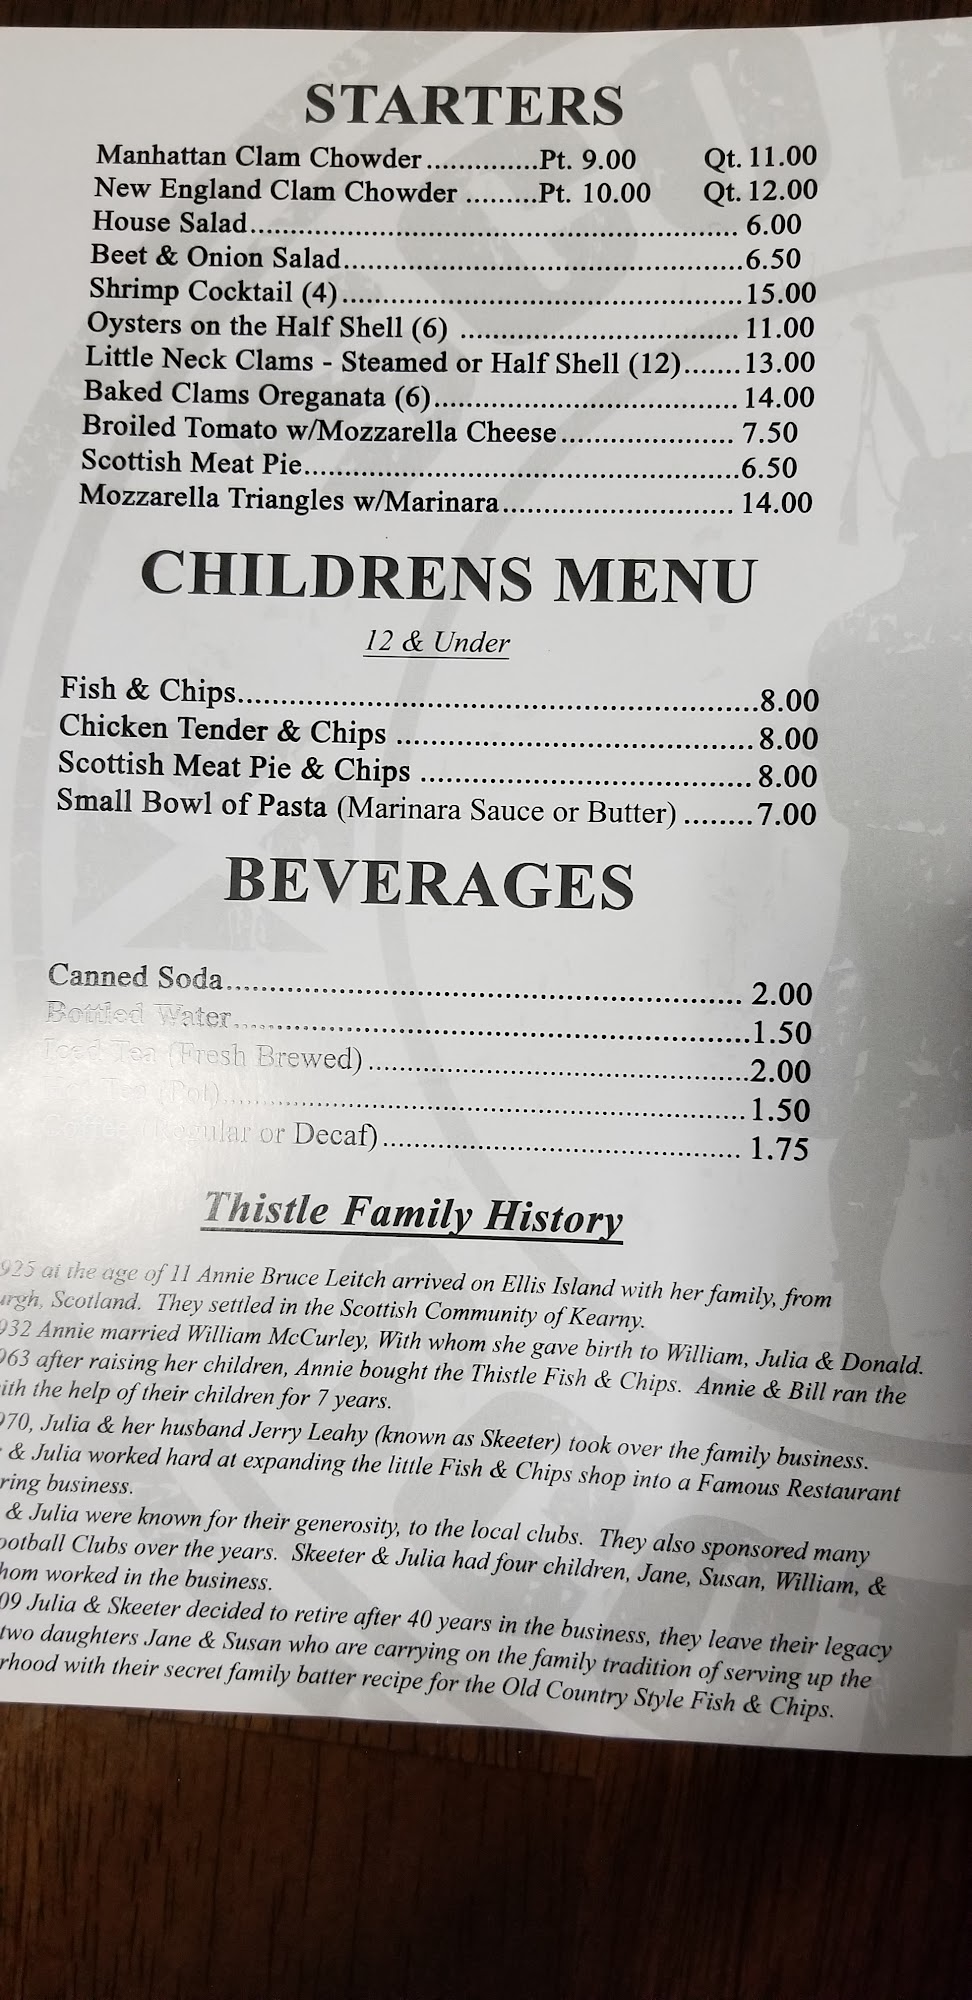 STARTERS
Manhattan Clam Chowder..............Pt. 9.00 Qt. 11.00
New England Clam Chowder .........Pt. 10.00 Qt. 12.00
House Salad............................................................. 6.00
Beet & Onion Salad..................................................6.50
Shrimp Cocktail (4)..................................................15.00
Oysters on the Half Shell (6) ................................... 11.00
Little Neck Clams - Steamed or Half Shell (12).......13.00
Baked Clams Oreganata (6)...................................... 14.00
Broiled Tomato w/Mozzarella Cheese...................... 7.50
Scottish Meat Pie.......................................................6.50
Mozzarella Triangles w/Marinara............................. 14.00
CHILDRENS MENU
12 & Under
Fish & Chips..............................................................8.00
Chicken Tender & Chips ...........................................8.00
Scottish Meat Pie & Chips ........................................8.00
Small Bowl of Pasta (Marinara Sauce or Butter) ........7.00
BEVERAGES
Canned Soda.............................................................. 2.00
Bottled Water..............................................................1.50
Iced Tea (Fresh Brewed)..............................................2.00
Tea (Pot)...............................................................1.50
(Regular or Decaf)........................................... 1.75
Thistle Family History
925 at the age of 11 Annie Bruce Leitch arrived on Ellis Island with her family, from
urgh, Scotland. They settled in the Scottish Community of Kearny.
932 Annie married William McCurley, With whom she gave birth to William, Julia & Donald.
963 after raising her children, Annie bought the Thistle Fish & Chips. Annie & Bill ran the
ith the help of their children for 7 years.
970, Julia & her husband Jerry Leahy (known as Skeeter) took over the family business.
& Julia worked hard at expanding the little Fish & Chips shop into a Famous Restaurant
ring business.
& Julia were known for their generosity, to the local clubs. They also sponsored many
ootball Clubs over the years. Skeeter & Julia had four children, Jane, Susan, William, &
hom worked in the business.
09 Julia & Skeeter decided to retire after 40 years in the business, they leave their legacy
two daughters Jane & Susan who are carrying on the family tradition of serving up the
rhood with their secret family batter recipe for the Old Country Style Fish & Chips.